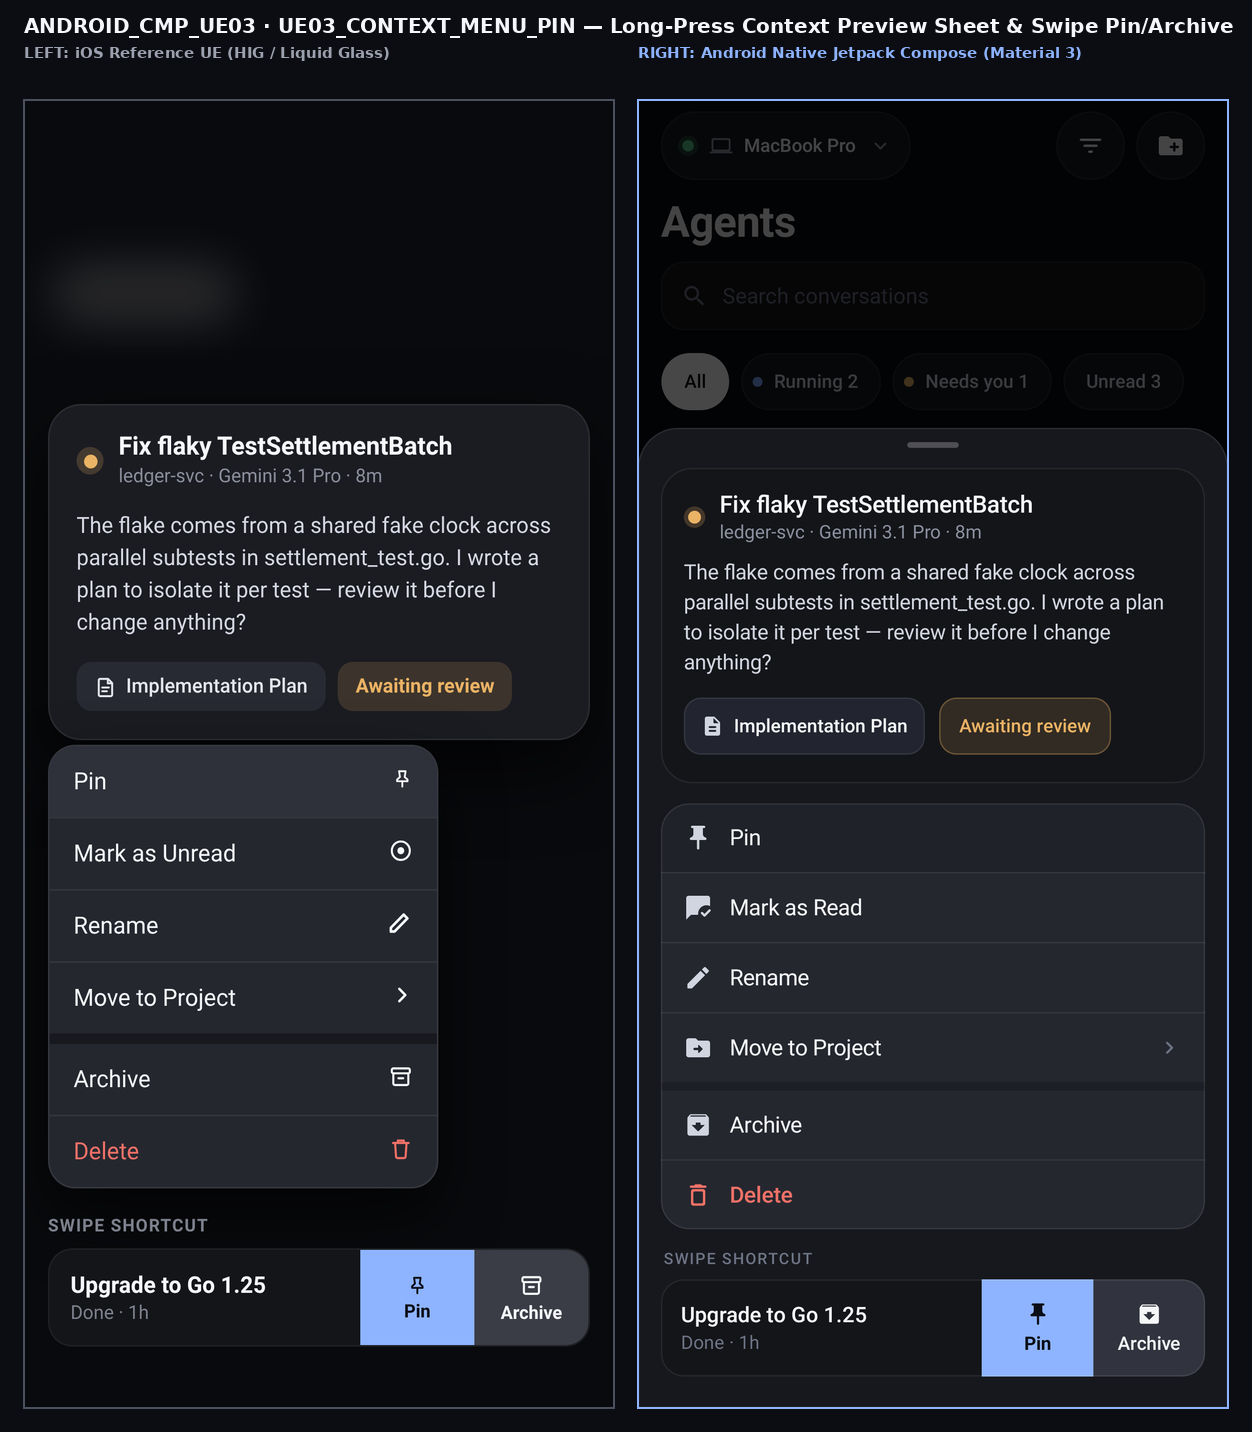 ANDROID_CMP_UE03 · UE03_CONTEXT_MENU_PIN — Long-Press Context Preview Sheet & Swipe Pin/Archive
LEFT: iOS Reference UE (HIG / Liquid Glass)
RIGHT: Android Native Jetpack Compose (Material 3)
Fix flaky TestSettlementBatch
ledger-svc · Gemini 3.1 Pro · 8m
The flake comes from a shared fake clock across
parallel subtests in settlement_test.go. I wrote a
plan to isolate it per test — review it before I
change anything?
Implementation Plan
Awaiting review
Pin
Mark as Unread
Rename
Move to Project
Archive
Delete
SWIPE SHORTCUT
Upgrade to Go 1.25
Done · 1h
Pin
Archive
MacBook Pro
Agents
Search conversations
All
Running 2
Needs you 1
Unread 3
Fix flaky TestSettlementBatch
ledger-svc · Gemini 3.1 Pro · 8m
The flake comes from a shared fake clock across
parallel subtests in settlement_test.go. I wrote a plan
to isolate it per test — review it before I change
anything?
Implementation Plan
Awaiting review
Pin
Mark as Read
Rename
Move to Project
Archive
Delete
SWIPE SHORTCUT
Upgrade to Go 1.25
Done · 1h
Pin
Archive